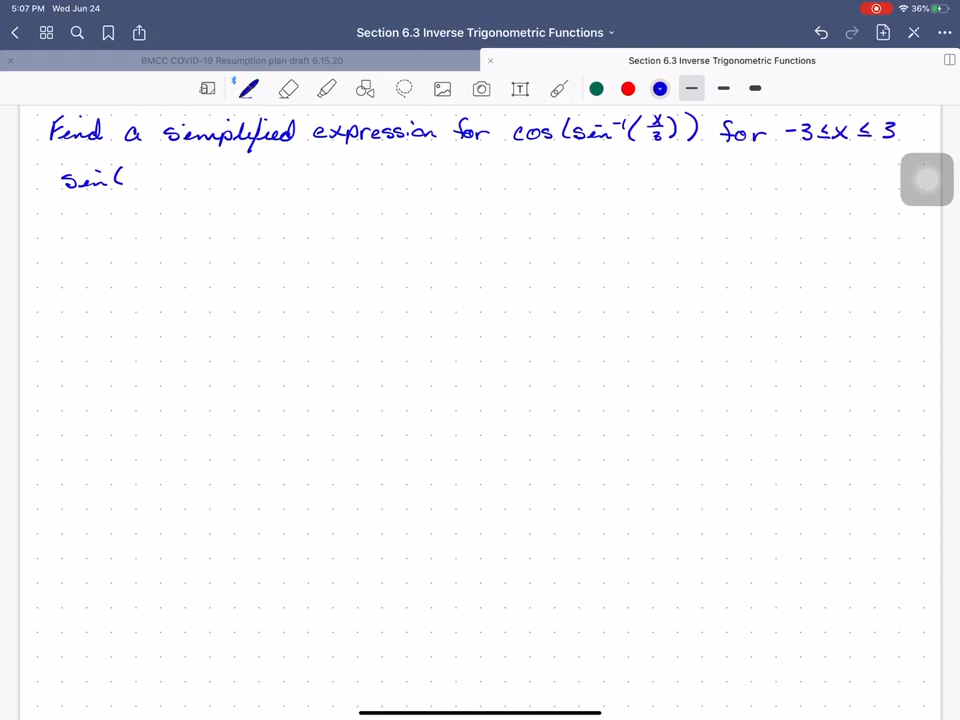 5:07 PM Wed Jun 24 36%
Section 6.3 Inverse Trigonometric Functions
BMCC COVID-19 Resumption plan draft 6.15.20 Section 6.3 Inverse Trigonometric Functions
Find a simplified expression for cos(sin⁻¹(x/3)) for -3≤x≤3
sin(